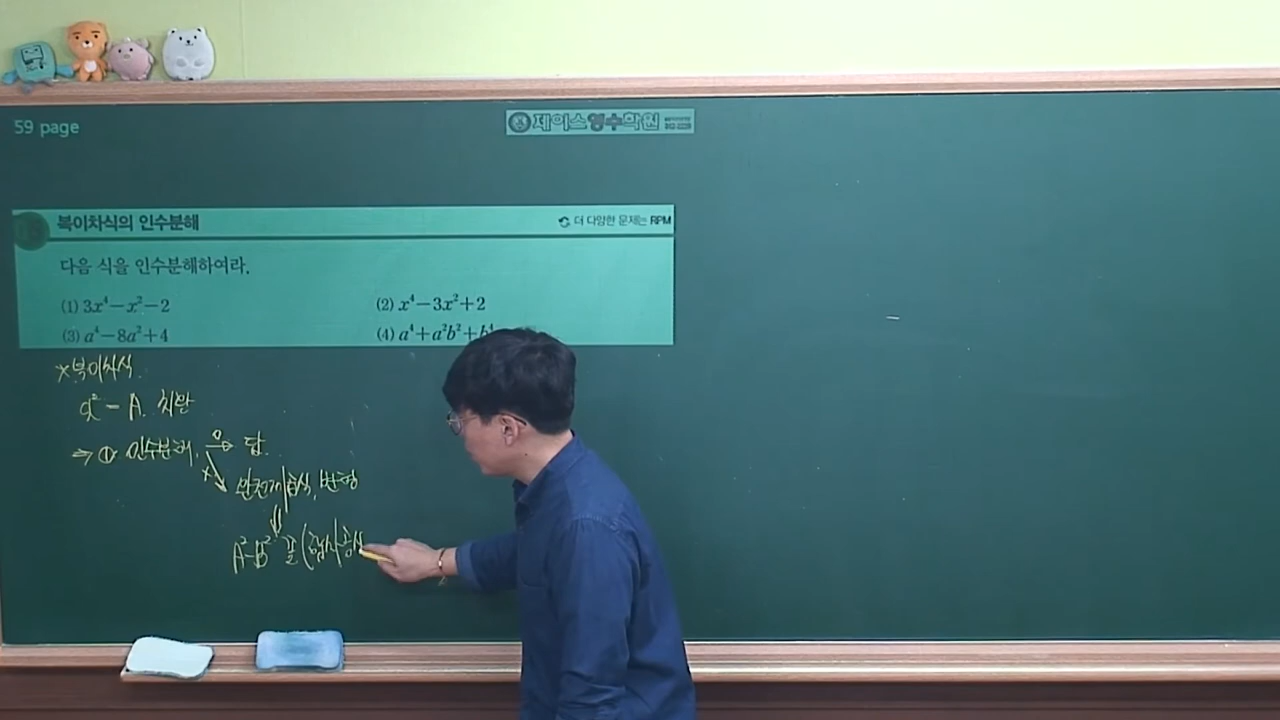 59 page
제이스영수학원
복이차식의 인수분해
더 다양한 문제는 RPM
다음 식을 인수분해하여라.
(1) 3x⁴-x²-2
(2) x⁴-3x²+2
(3) a⁴-8a²+4
(4) a⁴+a²b²+b⁴
*복이차식.
x²=A. 치환
⇒ ① 인수분해. O→ 답.
X↘ 완전제곱식, 변형
⇓
A²-B² 꼴 (합차공식